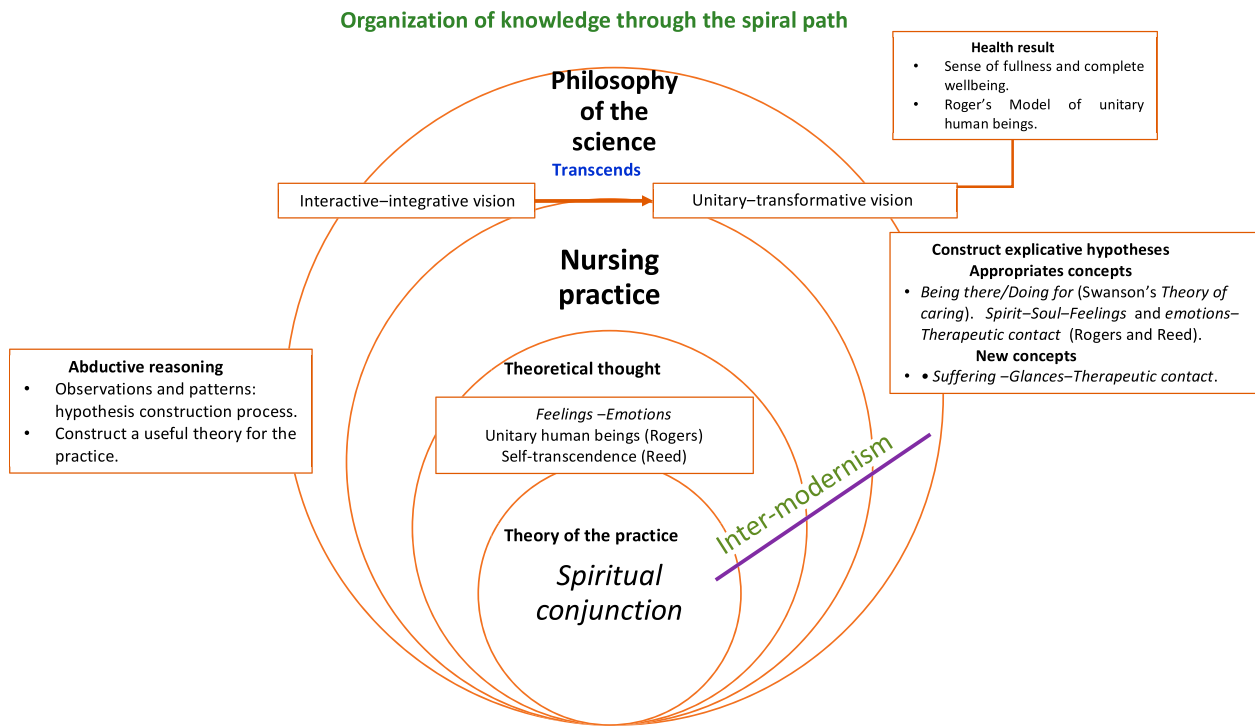 Organization of knowledge through the spiral path
Health result
• Sense of fullness and complete
wellbeing.
• Roger’s Model of unitary
human beings.
Philosophy
of the
science
Transcends
Interactive–integrative vision
Unitary–transformative vision
Construct explicative hypotheses
Appropriates concepts
• Being there/Doing for (Swanson’s Theory of
caring). Spirit–Soul–Feelings and emotions–
Therapeutic contact (Rogers and Reed).
New concepts
• • Suffering –Glances–Therapeutic contact.
Nursing
practice
Abductive reasoning
• Observations and patterns:
hypothesis construction process.
• Construct a useful theory for the
practice.
Theoretical thought
Feelings –Emotions
Unitary human beings (Rogers)
Self-transcendence (Reed)
Inter-modernism
Theory of the practice
Spiritual
conjunction